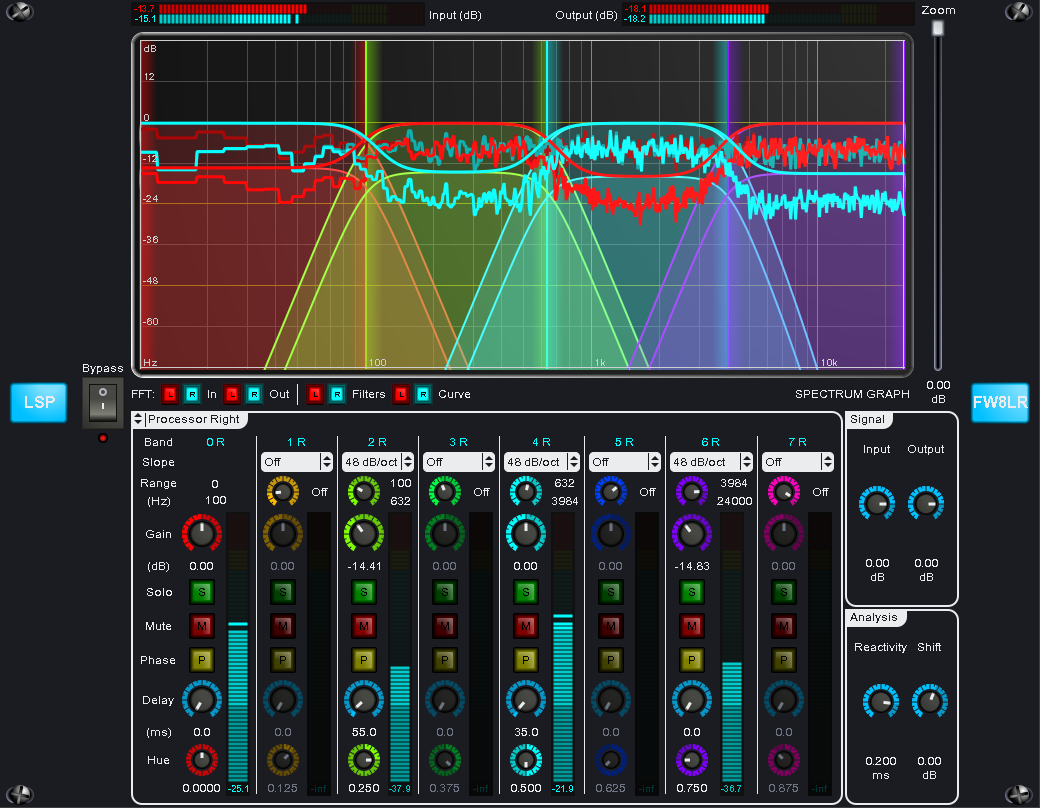 -13.7
-15.1
Input (dB)
Output (dB)
-18.1
-18.2
Zoom
dB
12
0
-12
-24
-36
-48
-60
Hz
100
1k
10k
Bypass
LSP
FFT: L R In L R Out L R Filters L R Curve
SPECTRUM GRAPH
0.00
dB
FW8LR
Processor Right
Band 0 R 1 R 2 R 3 R 4 R 5 R 6 R 7 R
Slope Off 48 dB/oct Off 48 dB/oct Off 48 dB/oct Off
Range 0 Off 100 Off 632 Off 3984 Off
(Hz) 100 632 3984 24000
Gain
(dB) 0.00 0.00 -14.41 0.00 0.00 0.00 -14.83 0.00
Solo S S S S S S S S
Mute M M M M M M M M
Phase P P P P P P P P
Delay
(ms) 0.0 0.0 55.0 0.0 35.0 0.0 0.0 0.0
Hue
0.0000 -25.1 0.125 -inf 0.250 -37.9 0.375 -inf 0.500 -21.9 0.625 -inf 0.750 -36.7 0.875 -inf
Signal
Input Output
0.00 0.00
dB dB
Analysis
Reactivity Shift
0.200 0.00
ms dB